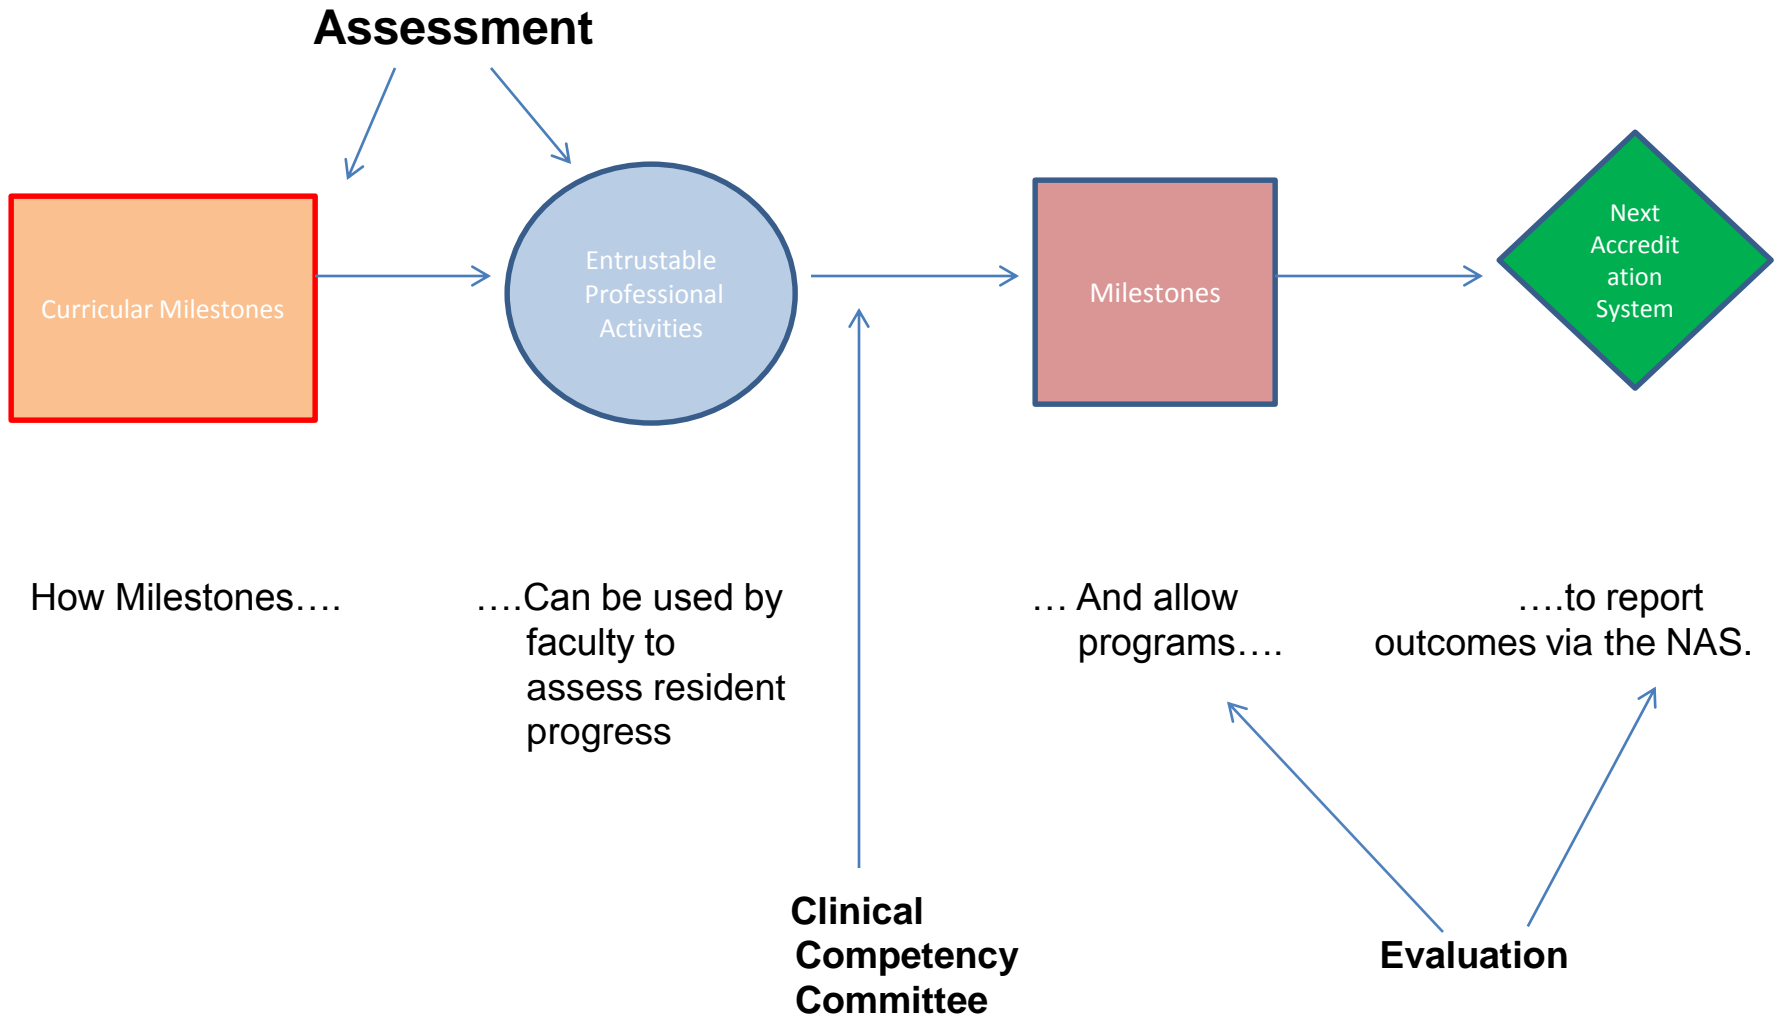 Assessment
Curricular Milestones
Entrustable
Professional
Activities
Milestones
Next
Accredit
ation
System
How Milestones….
….Can be used by
faculty to
assess resident
progress
… And allow
programs….
….to report
outcomes via the NAS.
Clinical
Competency
Committee
Evaluation